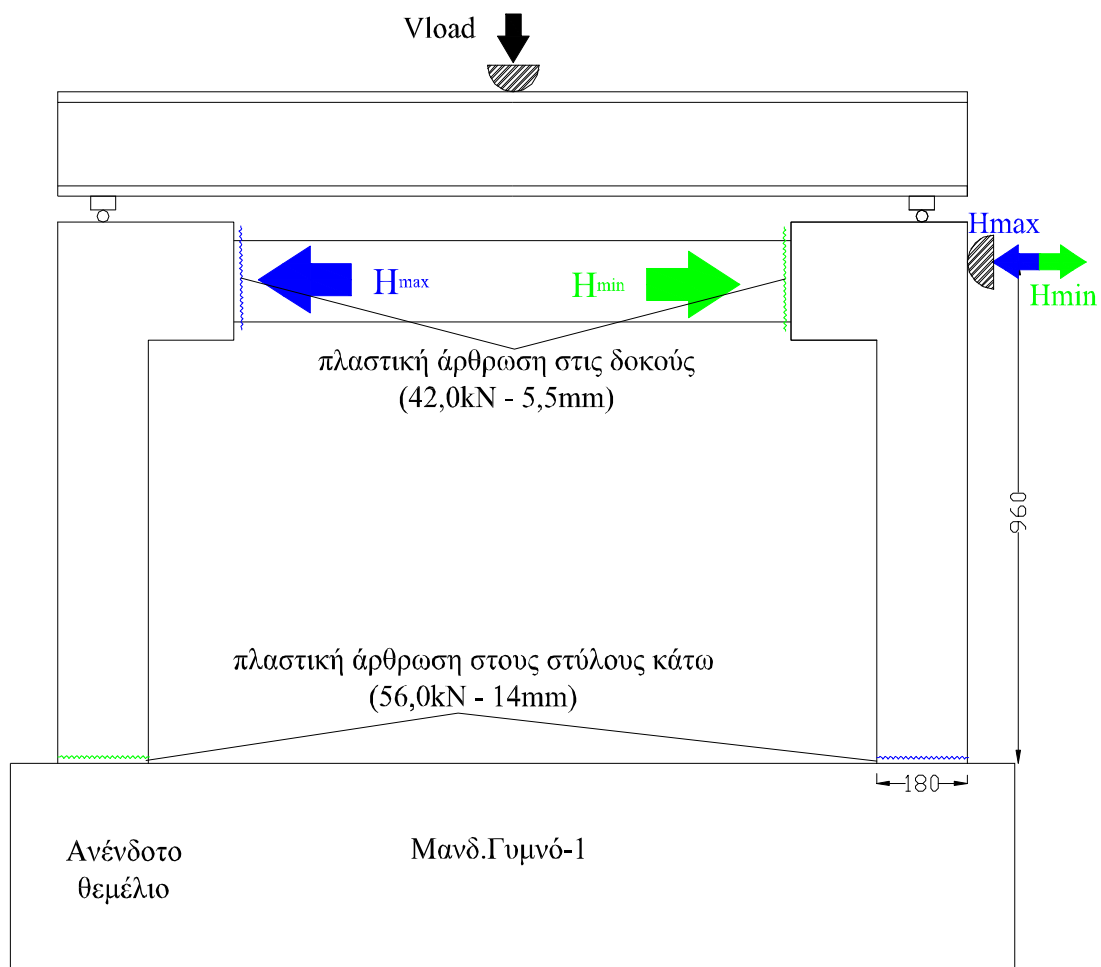 Vload
Hmax
Hmax
Hmin
Hmin
πλαστική άρθρωση στις δοκούς
(42,0kN - 5,5mm)
960
πλαστική άρθρωση στους στύλους κάτω
(56,0kN - 14mm)
180
Ανένδοτο
θεμέλιο
Μανδ.Γυμνό-1